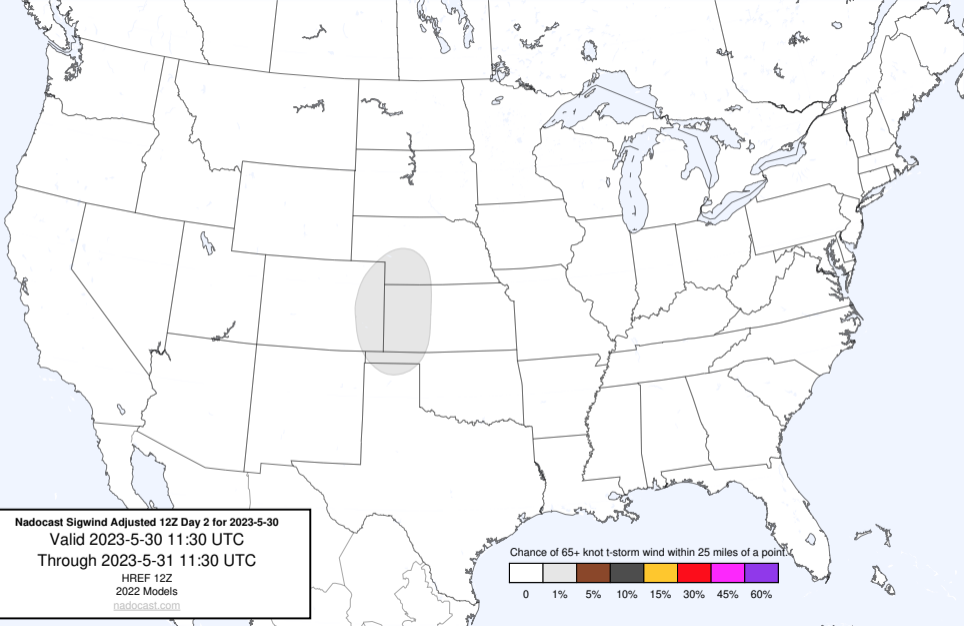 Nadocast Sigwind Adjusted 12Z Day 2 for 2023-5-30
Valid 2023-5-30 11:30 UTC
Through 2023-5-31 11:30 UTC
HREF 12Z
2022 Models
nadocast.com
Chance of 65+ knot t-storm wind within 25 miles of a point.
0 1% 5% 10% 15% 30% 45% 60%